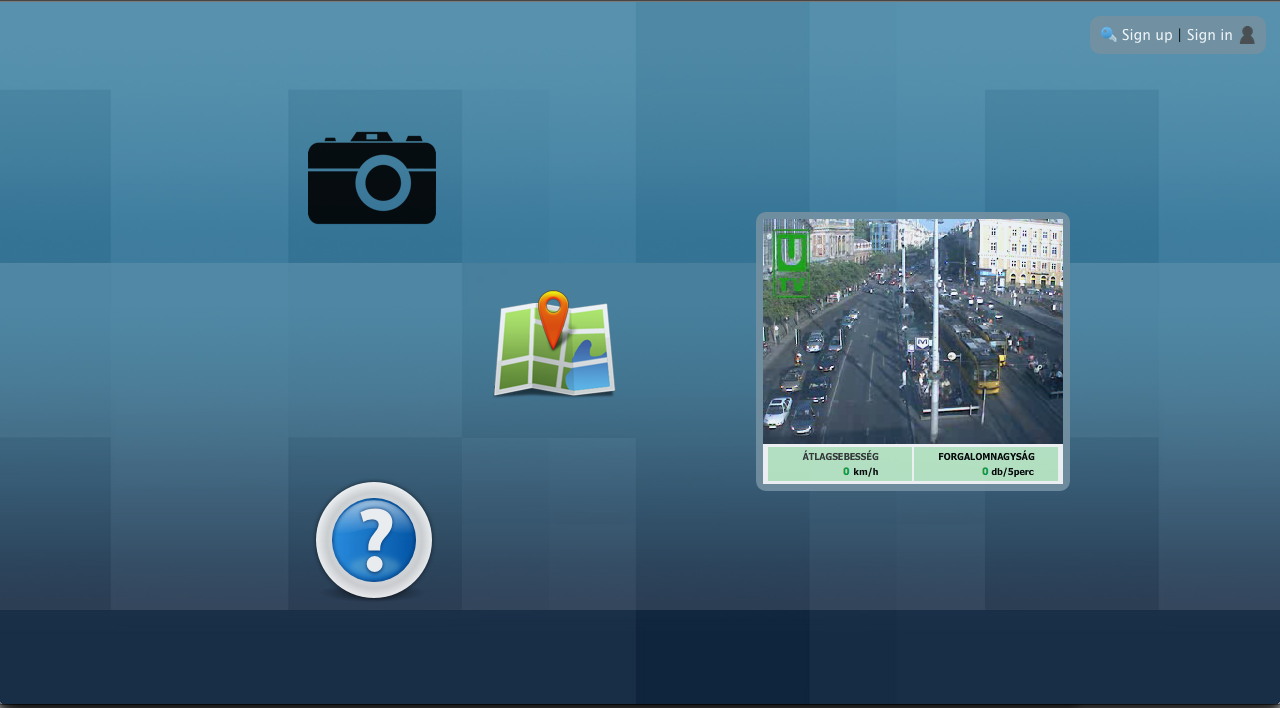 Sign up | Sign in
U
M
ÁTLAGSEBESSÉG
0 km/h
FORGALOMNAGYSÁG
0 db/5perc